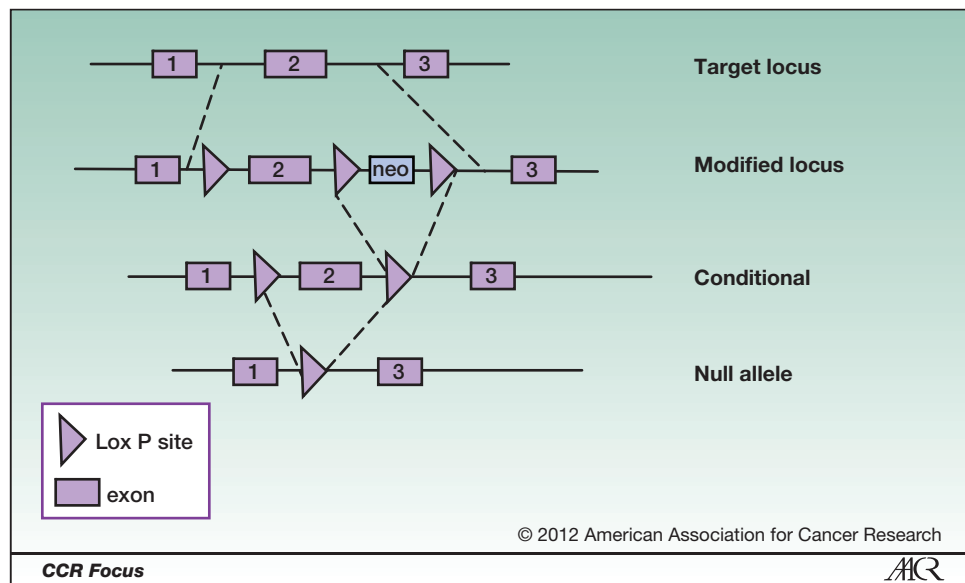 1 2 3 Target locus
1 2 neo 3 Modified locus
1 2 3 Conditional
1 3 Null allele
Lox P site
exon
© 2012 American Association for Cancer Research
CCR Focus AACR